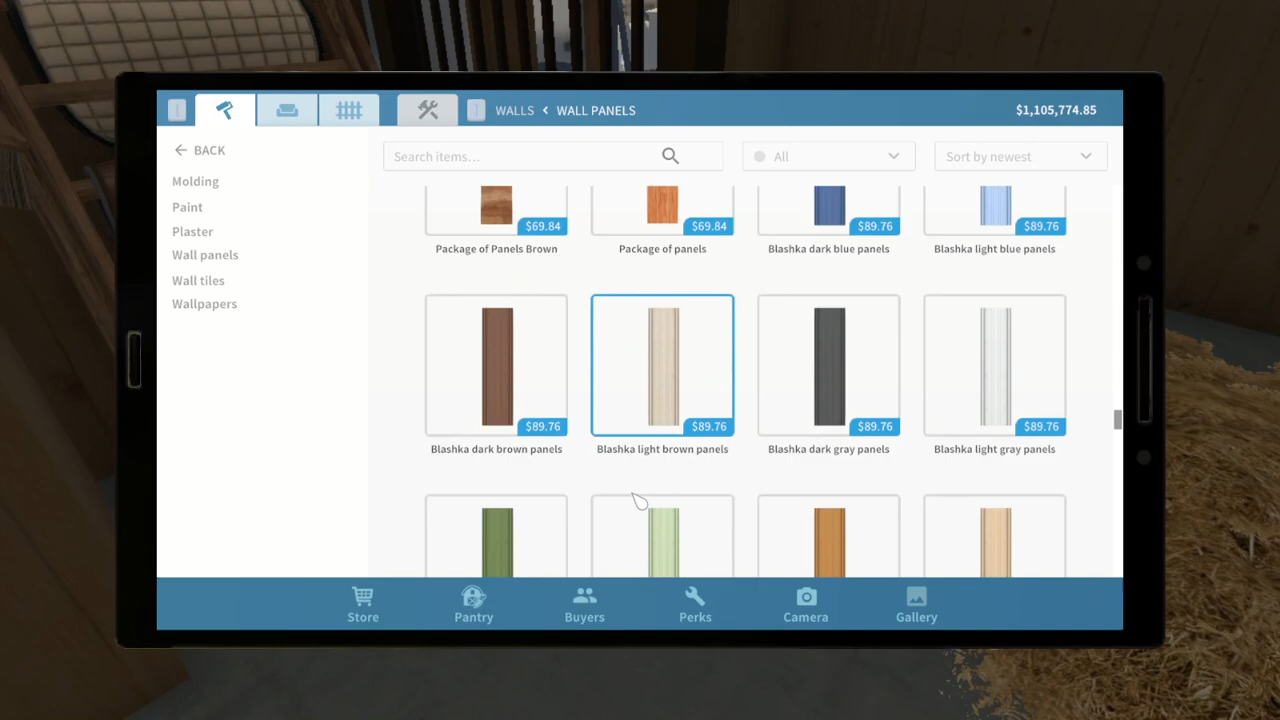 WALLS < WALL PANELS
$1,105,774.85
BACK
Molding
Paint
Plaster
Wall panels
Wall tiles
Wallpapers
Search items...
All
Sort by newest
$69.84
$69.84
$89.76
$89.76
Package of Panels Brown
Package of panels
Blashka dark blue panels
Blashka light blue panels
$89.76
$89.76
$89.76
$89.76
Blashka dark brown panels
Blashka light brown panels
Blashka dark gray panels
Blashka light gray panels
Store
Pantry
Buyers
Perks
Camera
Gallery